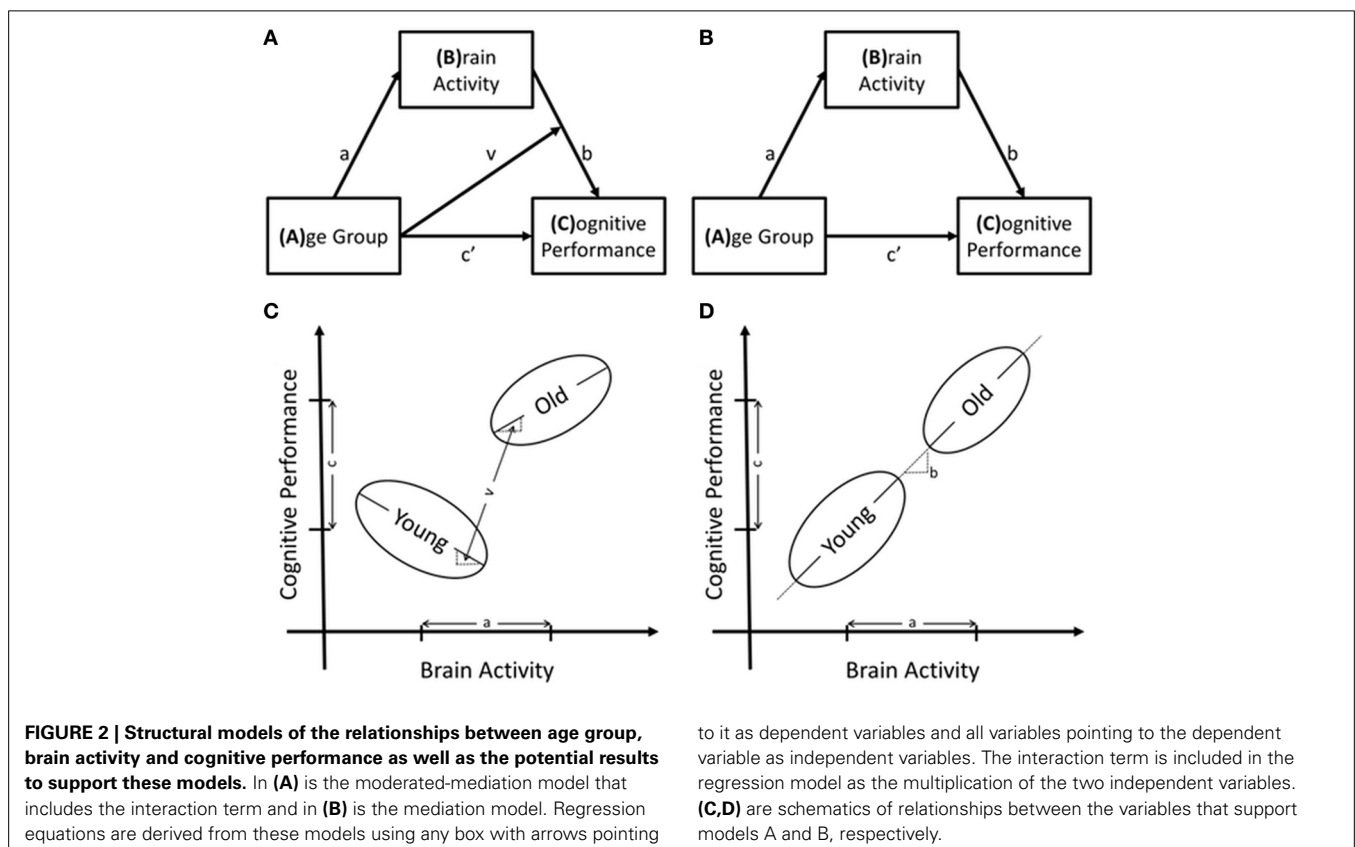 A
(B)rain
Activity
a
v
b
(A)ge Group
c'
(C)ognitive
Performance
B
(B)rain
Activity
a
b
(A)ge Group
c'
(C)ognitive
Performance
C
Cognitive Performance
c
Old
v
Young
a
Brain Activity
D
Cognitive Performance
c
Old
b
Young
a
Brain Activity
FIGURE 2 | Structural models of the relationships between age group,
brain activity and cognitive performance as well as the potential results
to support these models. In (A) is the moderated-mediation model that
includes the interaction term and in (B) is the mediation model. Regression
equations are derived from these models using any box with arrows pointing
to it as dependent variables and all variables pointing to the dependent
variable as independent variables. The interaction term is included in the
regression model as the multiplication of the two independent variables.
(C,D) are schematics of relationships between the variables that support
models A and B, respectively.